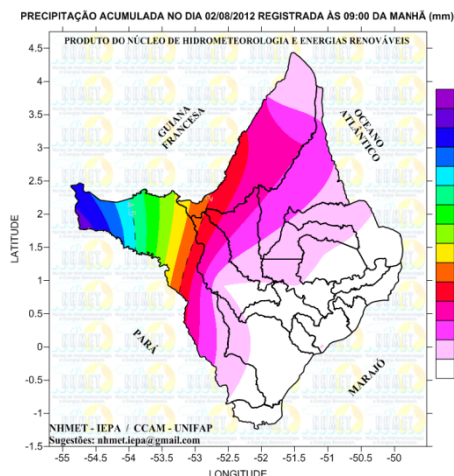 PRECIPITAÇÃO ACUMULADA NO DIA 02/08/2012 REGISTRADA ÀS 09:00 DA MANHÃ (mm)
PRODUTO DO NÚCLEO DE HIDROMETEOROLOGIA E ENERGIAS RENOVÁVEIS
GUIANA
FRANCESA
OCEANO
ATLÂNTICO
4.5
4
3.5
3
2.5
2
1.5
1
0.5
0
-0.5
-1
-1.5
LATITUDE
PARÁ
MARAJÓ
NHMET - IEPA / CCAM - UNIFAP
Sugestões: nhmet.iepa@gmail.com
-55 -54.5 -54 -53.5 -53 -52.5 -52 -51.5 -51 -50.5 -50
LONGITUDE